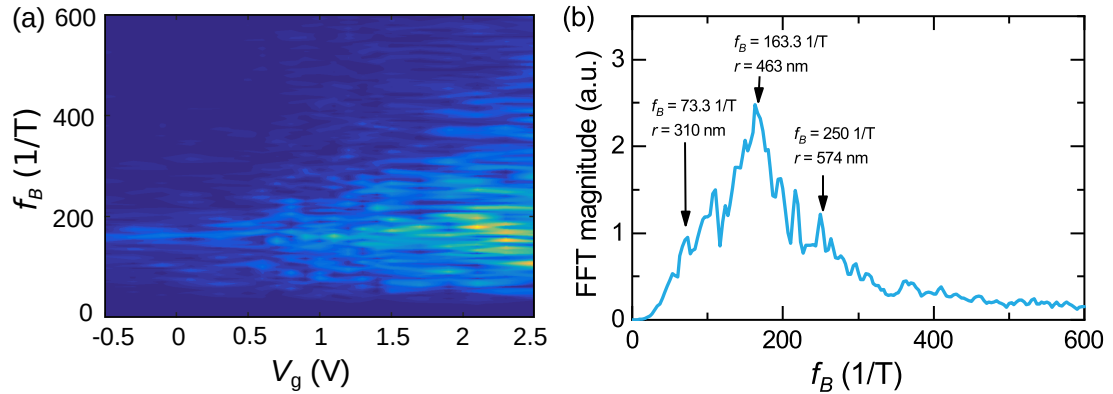 (a)
600
400
200
0
f_B (1/T)
-0.5 0 0.5 1 1.5 2 2.5
V_g (V)
(b)
3
2
1
0
FFT magnitude (a.u.)
f_B = 163.3 1/T
r = 463 nm
f_B = 73.3 1/T
r = 310 nm
f_B = 250 1/T
r = 574 nm
0 200 400 600
f_B (1/T)